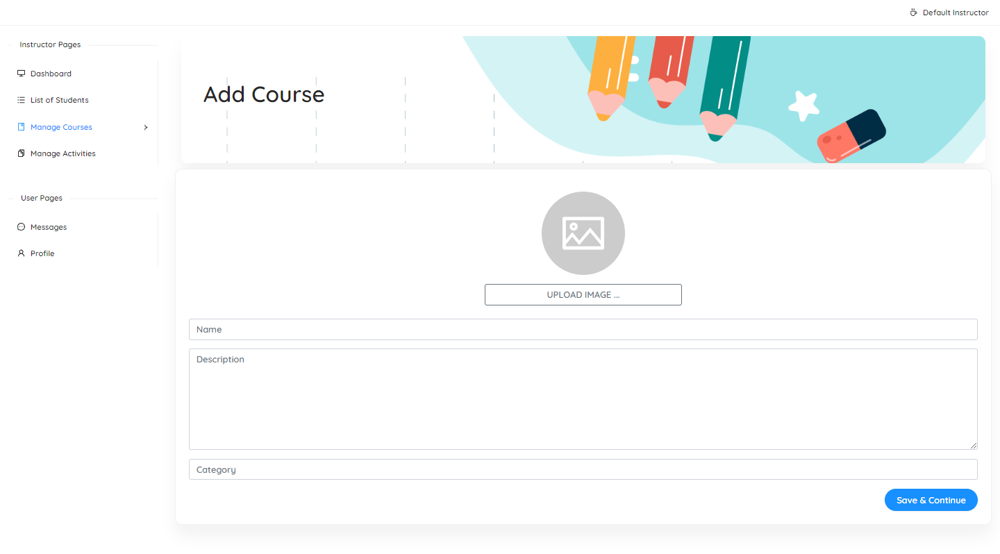 Default Instructor
Instructor Pages
Dashboard
List of Students
Manage Courses
Manage Activities
User Pages
Messages
Profile
Add Course
UPLOAD IMAGE ...
Name
Description
Category
Save & Continue